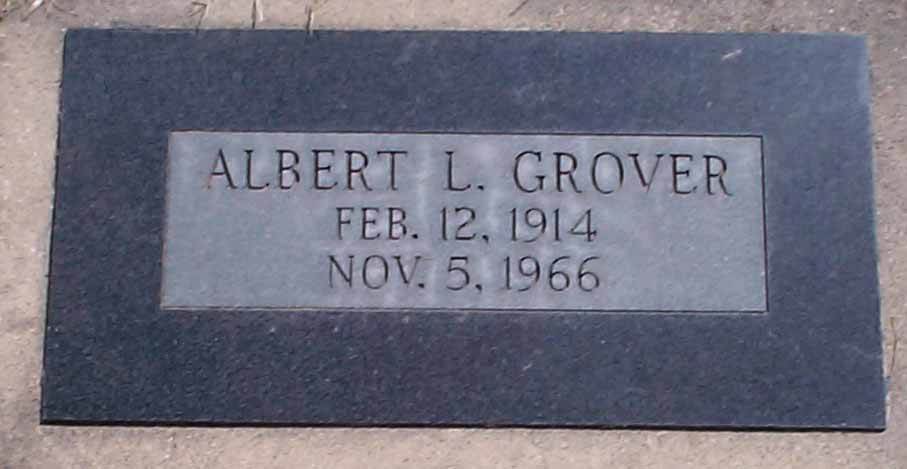 ALBERT L. GROVER
FEB. 12, 1914
NOV. 5, 1966